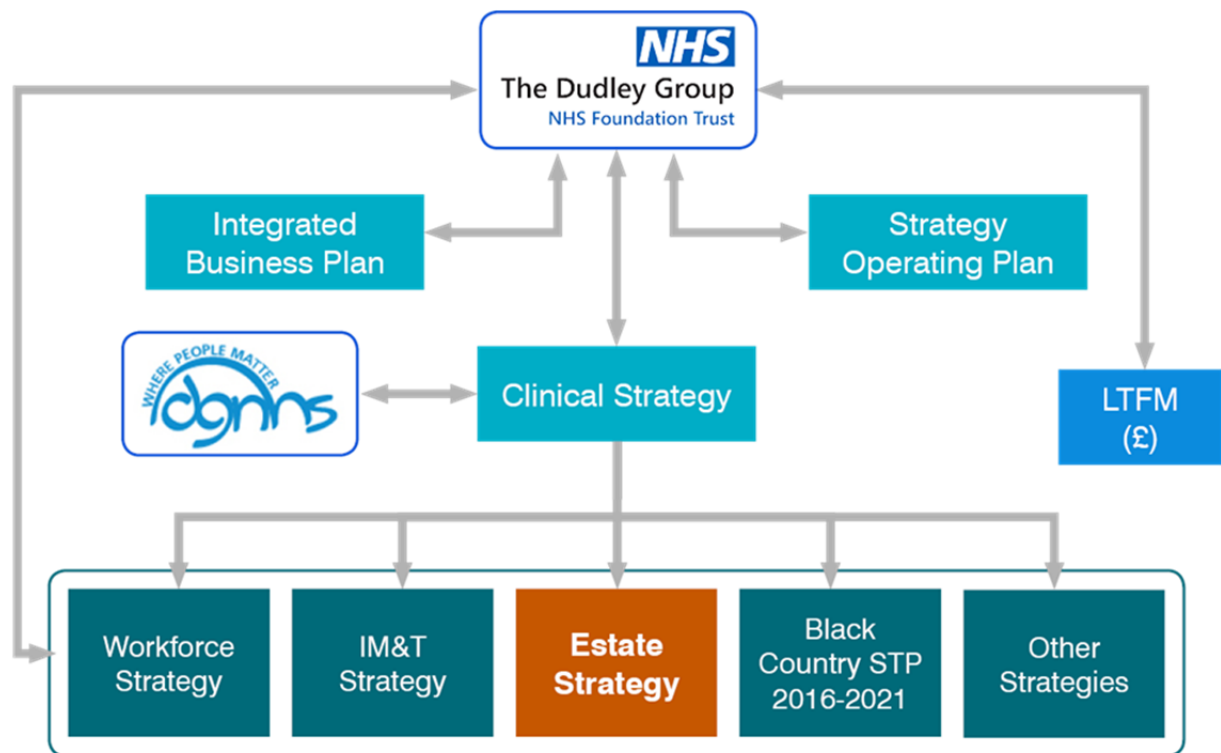 NHS
The Dudley Group
NHS Foundation Trust
Integrated
Business Plan
Strategy
Operating Plan
WHERE PEOPLE MATTER
dgnhs
Clinical Strategy
LTFM
(£)
Workforce
Strategy
IM&T
Strategy
Estate
Strategy
Black
Country STP
2016-2021
Other
Strategies